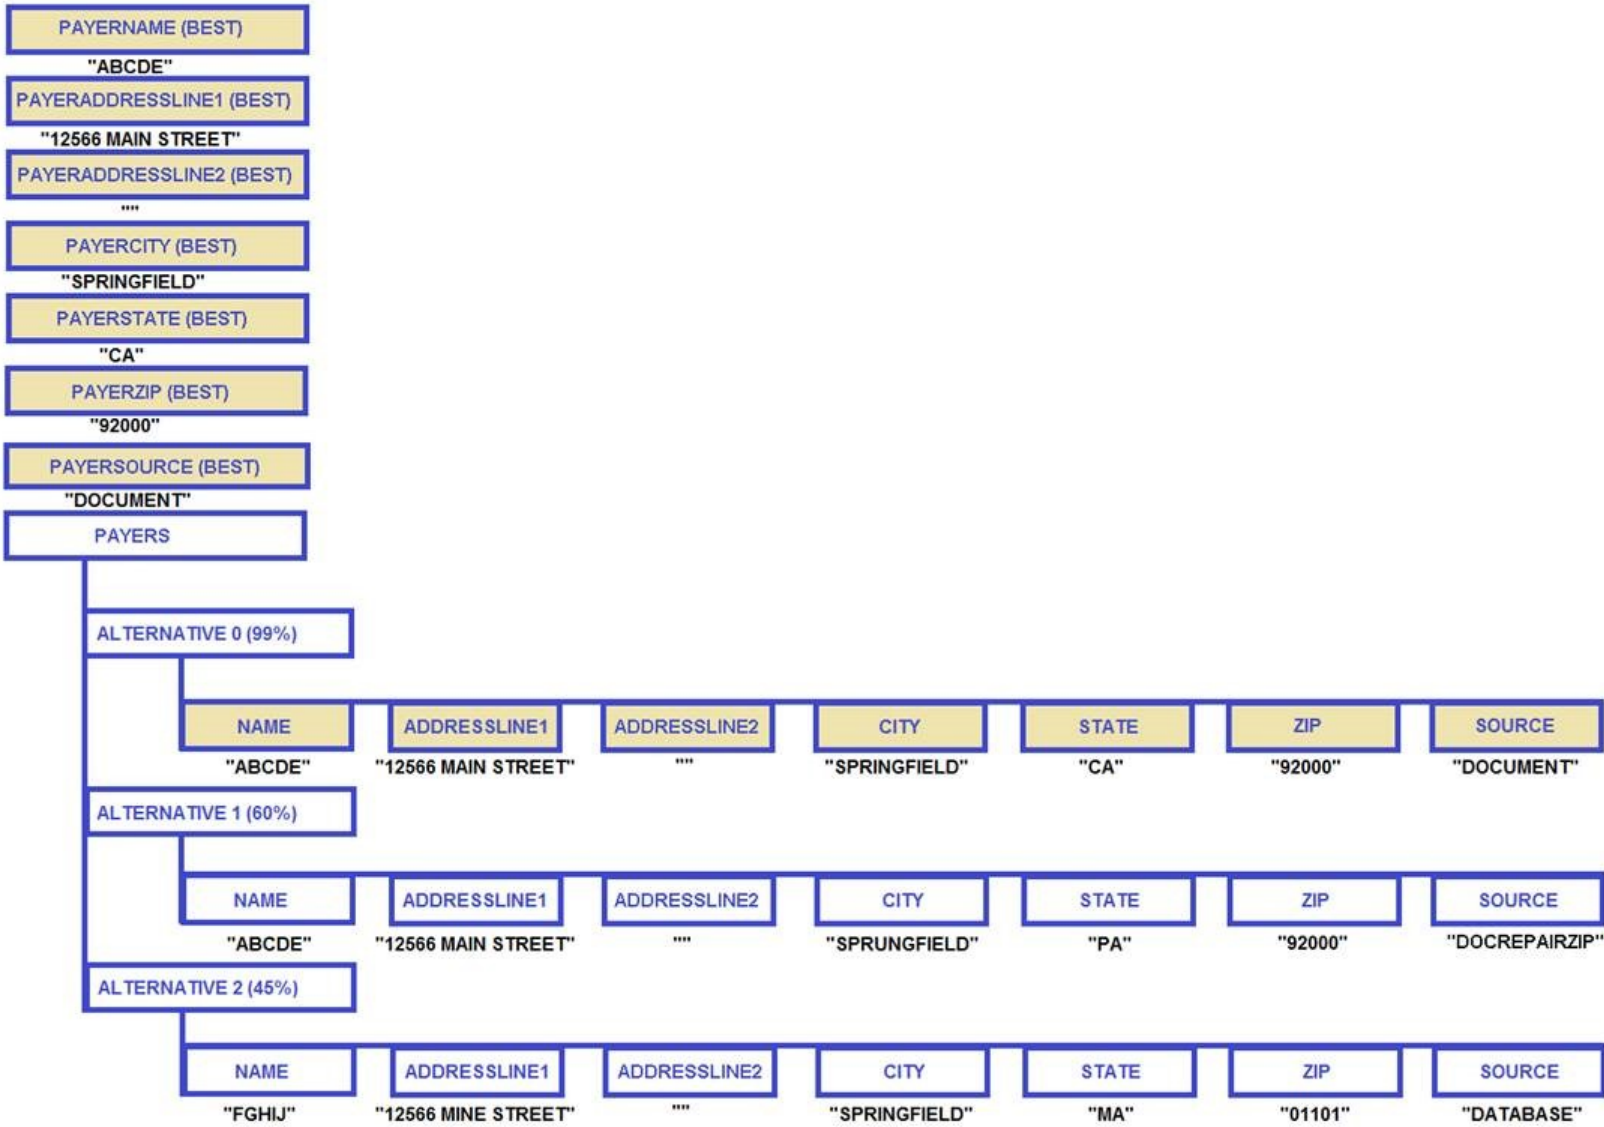 PAYERNAME (BEST)
"ABCDE"
PAYERADDRESSLINE1 (BEST)
"12566 MAIN STREET"
PAYERADDRESSLINE2 (BEST)
""
PAYERCITY (BEST)
"SPRINGFIELD"
PAYERSTATE (BEST)
"CA"
PAYERZIP (BEST)
"92000"
PAYERSOURCE (BEST)
"DOCUMENT"
PAYERS
ALTERNATIVE 0 (99%)
NAME ADDRESSLINE1 ADDRESSLINE2 CITY STATE ZIP SOURCE
"ABCDE" "12566 MAIN STREET" "" "SPRINGFIELD" "CA" "92000" "DOCUMENT"
ALTERNATIVE 1 (60%)
NAME ADDRESSLINE1 ADDRESSLINE2 CITY STATE ZIP SOURCE
"ABCDE" "12566 MAIN STREET" "" "SPRUNGFIELD" "PA" "92000" "DOCREPAIRZIP"
ALTERNATIVE 2 (45%)
NAME ADDRESSLINE1 ADDRESSLINE2 CITY STATE ZIP SOURCE
"FGHIJ" "12566 MINE STREET" "" "SPRINGFIELD" "MA" "01101" "DATABASE"